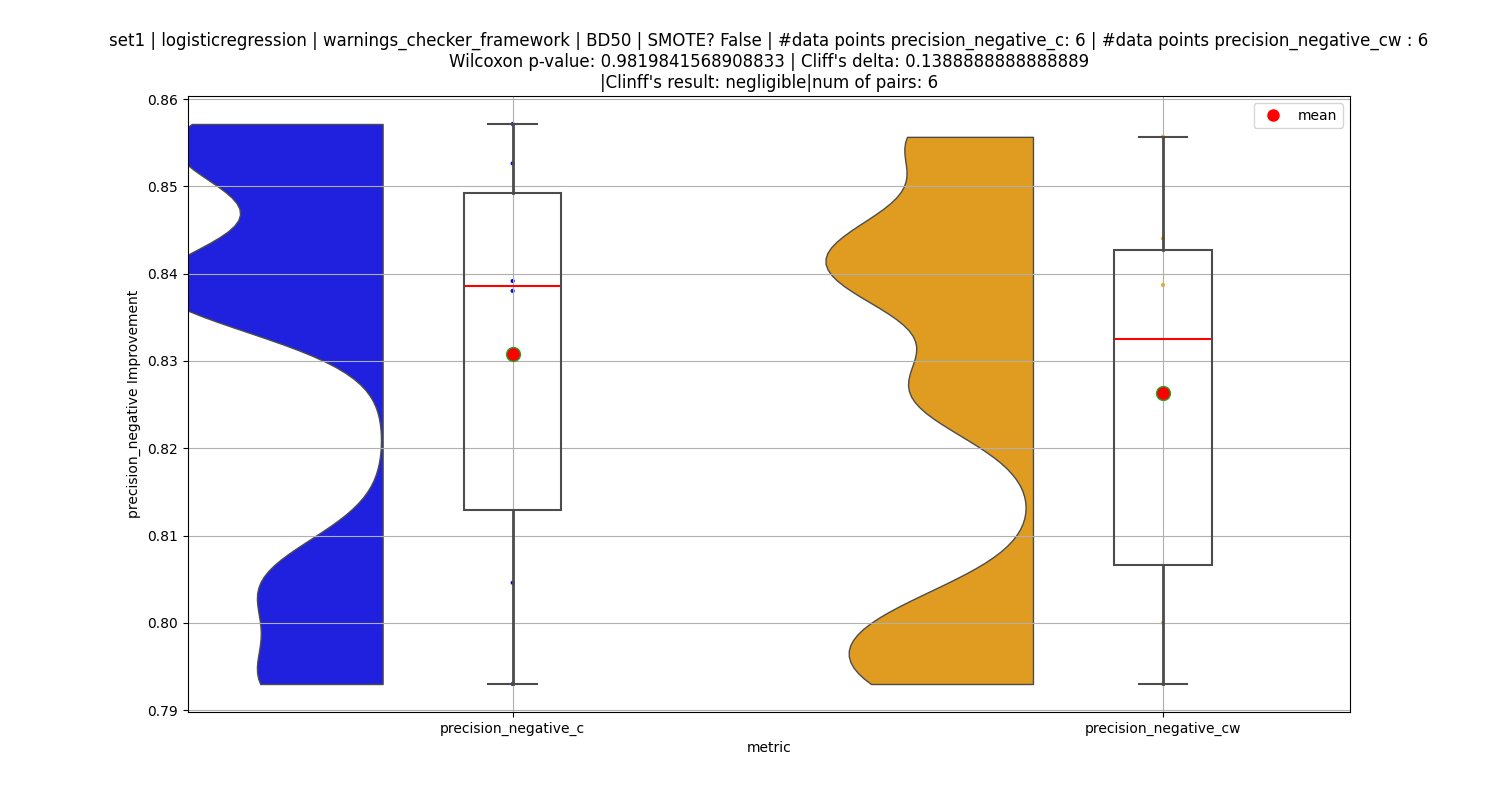 set1 | logisticregression | warnings_checker_framework | BD50 | SMOTE? False | #data points precision_negative_c: 6 | #data points precision_negative_cw : 6
Wilcoxon p-value: 0.9819841568908833 | Cliff's delta: 0.1388888888888889
|Clinff's result: negligible|num of pairs: 6
mean
0.86
0.85
0.84
0.83
0.82
0.81
0.80
0.79
precision_negative Improvement
precision_negative_c
precision_negative_cw
metric